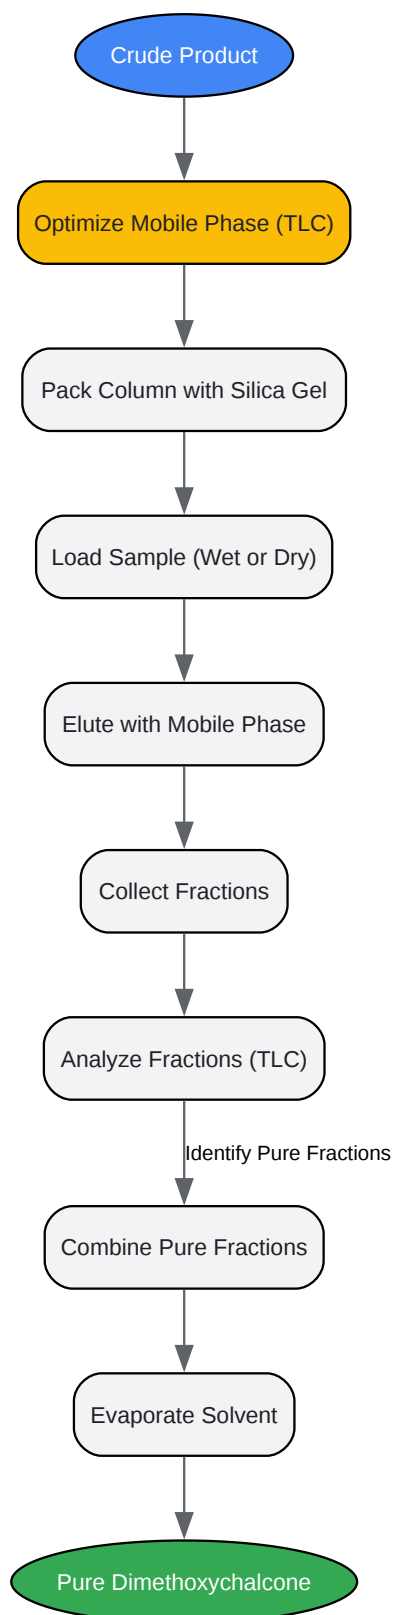 Crude Product
Optimize Mobile Phase (TLC)
Pack Column with Silica Gel
Load Sample (Wet or Dry)
Elute with Mobile Phase
Collect Fractions
Analyze Fractions (TLC)
Identify Pure Fractions
Combine Pure Fractions
Evaporate Solvent
Pure Dimethoxychalcone